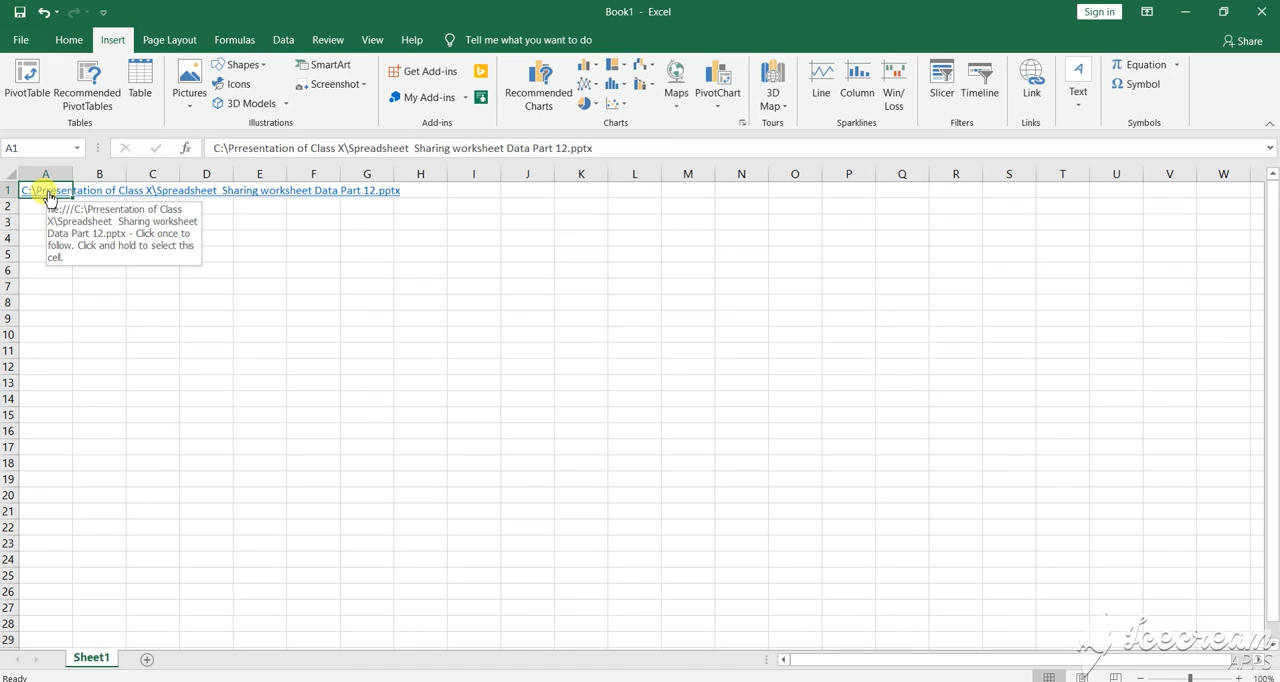 Book1 - Excel
Sign in
File Home Insert Page Layout Formulas Data Review View Help Tell me what you want to do
Share
PivotTable Recommended PivotTables Table
Tables
Pictures Shapes Icons 3D Models SmartArt Screenshot
Illustrations
Get Add-ins
My Add-ins
Add-ins
Recommended Charts Maps PivotChart
Charts
3D Map
Tours
Line Column Win/ Loss
Sparklines
Slicer Timeline
Filters
Link
Links
A
Text
Equation
Symbol
Symbols
A1 fx C:\Prresentation of Class X\Spreadsheet  Sharing worksheet Data Part 12.pptx
A B C D E F G H I J K L M N O P Q R S T U V W
1 C:\Prresentation of Class X\Spreadsheet  Sharing worksheet Data Part 12.pptx
2
3
4
5
6
7
8
9
10
11
12
13
14
15
16
17
18
19
20
21
22
23
24
25
26
27
28
29
file:///C:\Prresentation of Class
X\Spreadsheet  Sharing worksheet
Data Part 12.pptx - Click once to
follow. Click and hold to select this
cell.
Sheet1
Icecream
APPS
Ready
100%